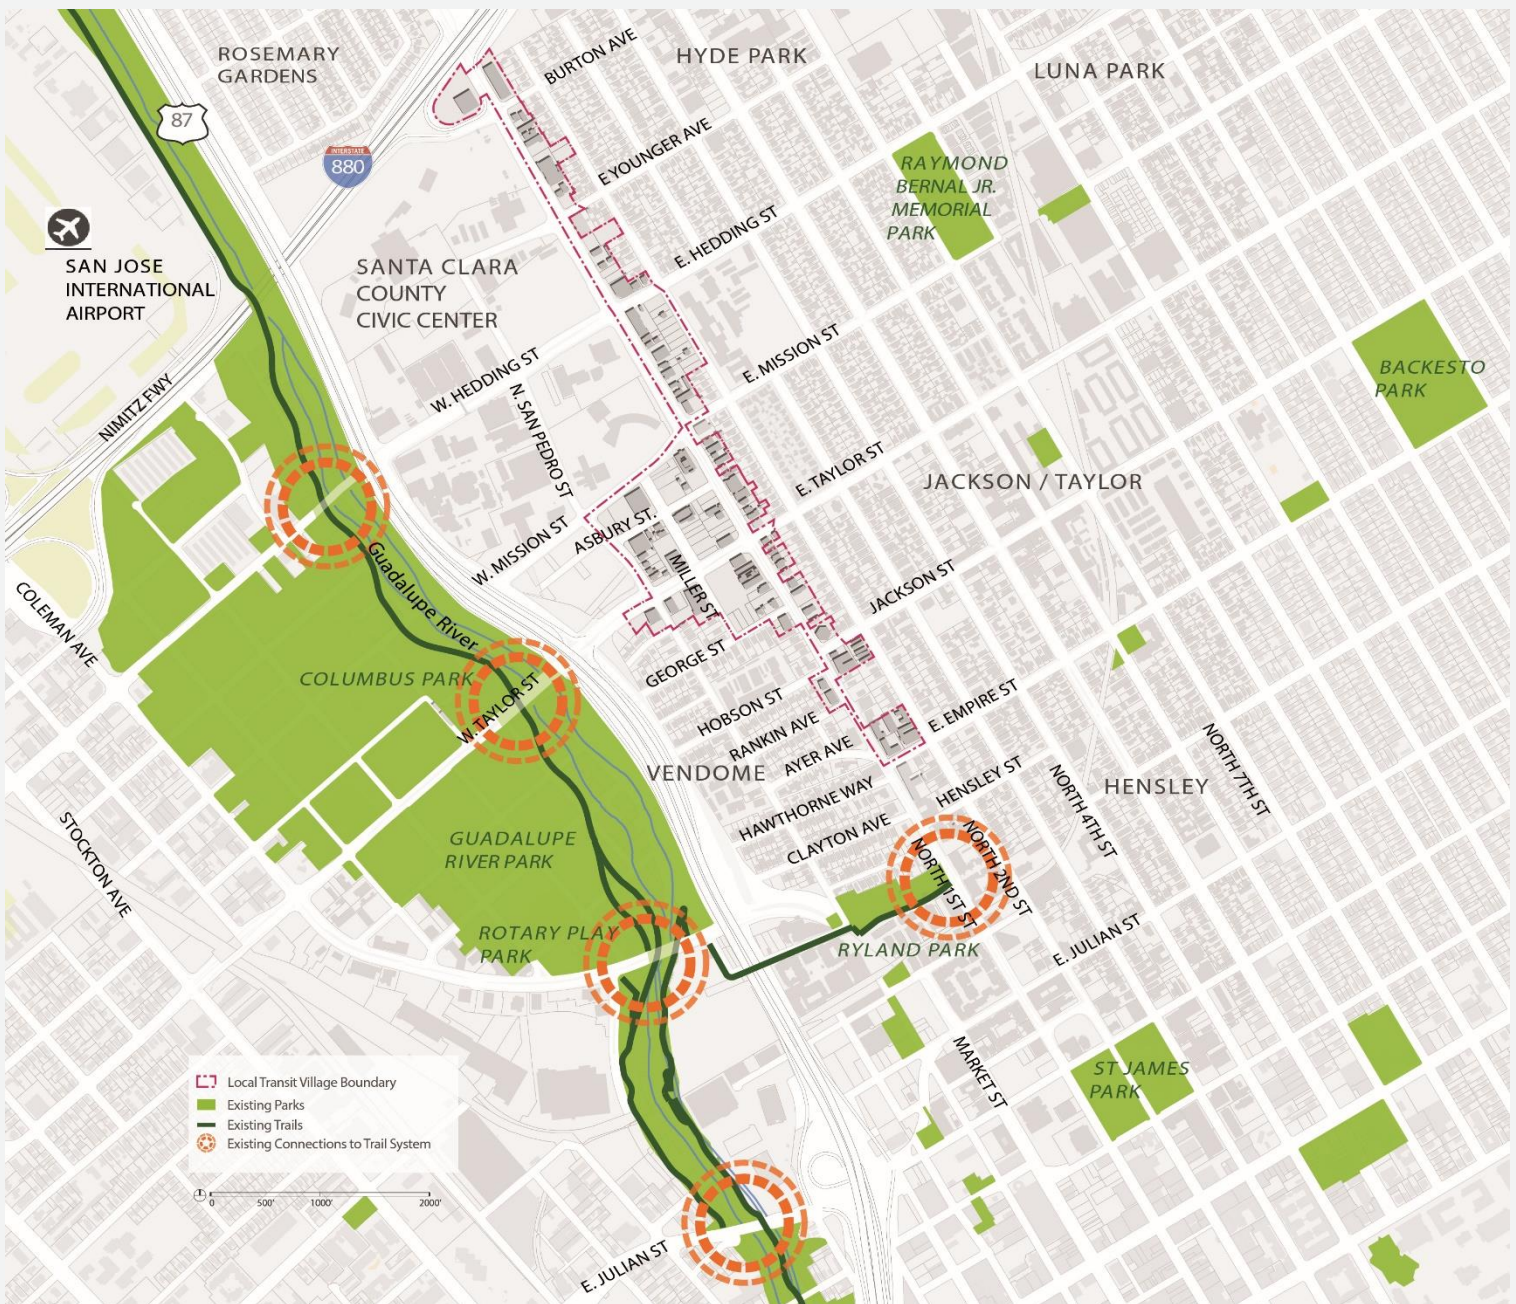 ROSEMARY
GARDENS
BURTON AVE
HYDE PARK
LUNA PARK
87
INTERSTATE
880
E YOUNGER AVE
RAYMOND
BERNAL JR.
MEMORIAL
PARK
E. HEDDING ST
SAN JOSE
INTERNATIONAL
AIRPORT
SANTA CLARA
COUNTY
CIVIC CENTER
E. MISSION ST
BACKESTO
PARK
NIMITZ FWY
W. HEDDING ST
N. SAN PEDRO ST
E. TAYLOR ST
JACKSON / TAYLOR
W. MISSION ST
ASBURY ST.
MILLER ST.
JACKSON ST
Guadalupe River
COLEMAN AVE
COLUMBUS PARK
W. TAYLOR ST
GEORGE ST
HOBSON ST
RANKIN AVE
AYER AVE
E. EMPIRE ST
VENDOME
HAWTHORNE WAY
HENSLEY ST
CLAYTON AVE
NORTH 4TH ST
HENSLEY
NORTH 7TH ST
STOCKTON AVE
GUADALUPE
RIVER PARK
NORTH 1ST ST
NORTH 2ND ST
ROTARY PLAY
PARK
RYLAND PARK
E. JULIAN ST
MARKET ST
ST JAMES
PARK
Local Transit Village Boundary
Existing Parks
Existing Trails
Existing Connections to Trail System
0 500' 1000' 2000'
E. JULIAN ST